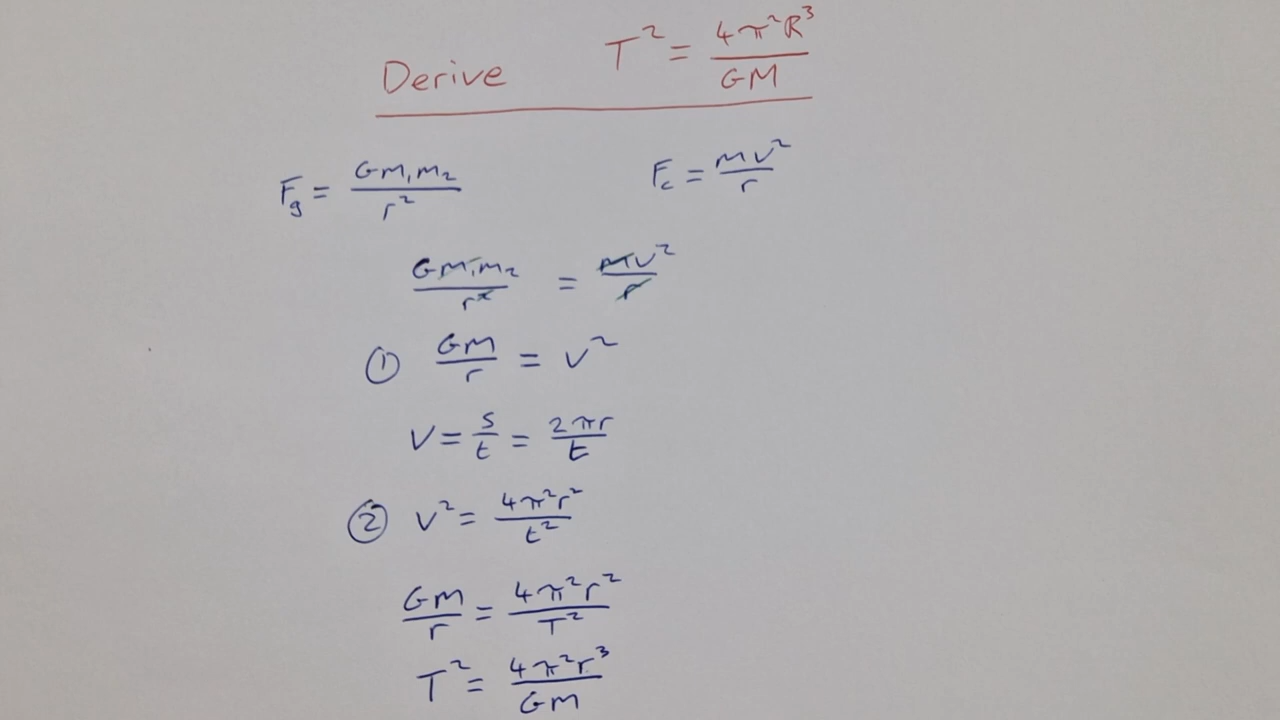 Derive T² = 4π²R³/GM
Fg = Gm₁m₂/r² Fc = mv²/r
Gm₁m₂/r² = mv²/r
① GM/r = v²
V = s/t = 2πr/t
② v² = 4π²r²/t²
GM/r = 4π²r²/T²
T² = 4π²r³/GM